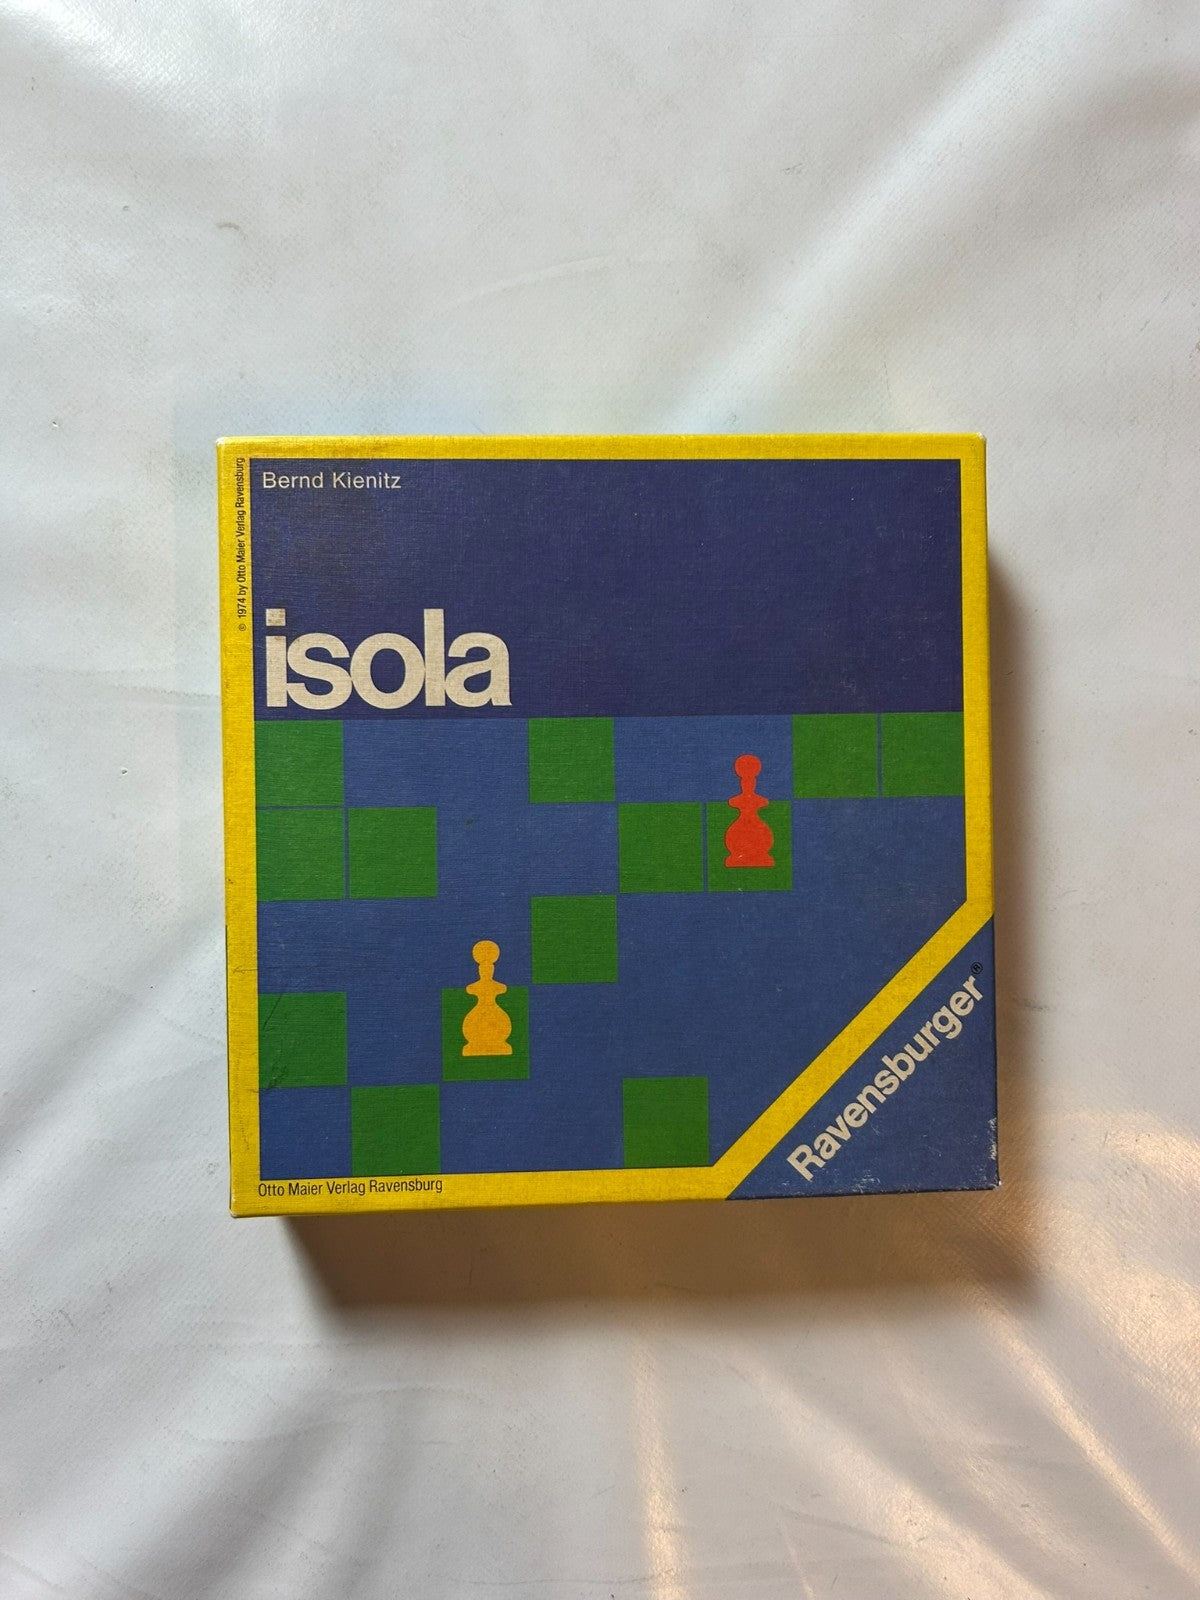 Bernd Kienitz
© 1974 by Otto Maier Verlag Ravensburg
isola
Ravensburger®
Otto Maier Verlag Ravensburg